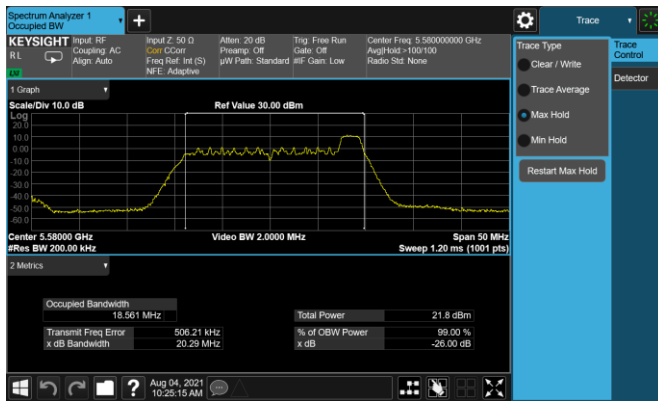 Spectrum Analyzer 1
Occupied BW
Trace
KEYSIGHT
RL
LXI
Input: RF
Coupling: AC
Align: Auto
Input Z: 50 Ω
Corr CCorr
Freq Ref: Int (S)
NFE: Adaptive
Atten: 20 dB
Preamp: Off
µW Path: Standard
Trig: Free Run
Gate: Off
#IF Gain: Low
Center Freq: 5.580000000 GHz
Avg|Hold:>100/100
Radio Std: None
Trace Type
Clear / Write
Trace Average
Max Hold
Min Hold
Restart Max Hold
Trace
Control
Detector
1 Graph
Scale/Div 10.0 dB
Ref Value 30.00 dBm
Log
20.0
10.0
0.00
-10.0
-20.0
-30.0
-40.0
-50.0
-60.0
Center 5.58000 GHz
Video BW 2.0000 MHz
Span 50 MHz
#Res BW 200.00 kHz
Sweep 1.20 ms (1001 pts)
2 Metrics
Occupied Bandwidth
18.561 MHz
Total Power 21.8 dBm
Transmit Freq Error 506.21 kHz
% of OBW Power 99.00 %
x dB Bandwidth 20.29 MHz
x dB -26.00 dB
Aug 04, 2021
10:25:15 AM